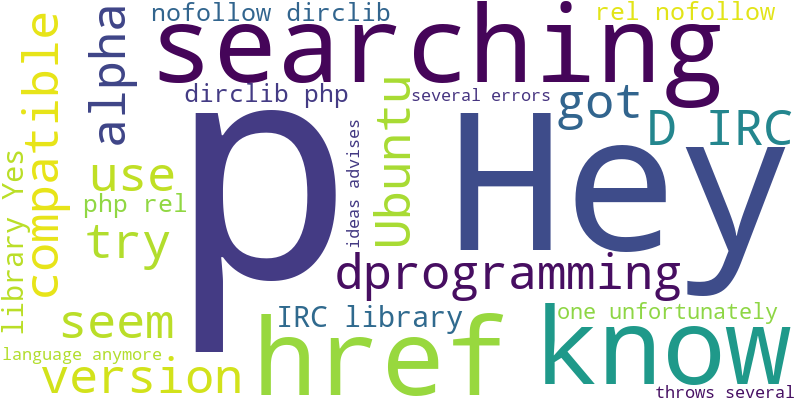 nofollow dirclib
rel nofollow
searching
compatible
alpha
dirclib php
several errors
got
D IRC
p
Hey
Ubuntu
ideas advises
library Yes
use
php rel
try
dprogramming
seem
IRC library
href
know
one unfortunately
language anymore
version
throws several